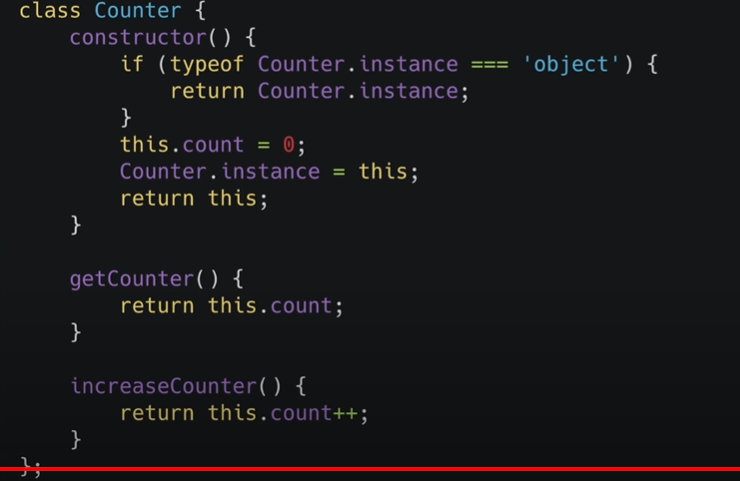 class Counter {
    constructor() {
        if (typeof Counter.instance === 'object') {
            return Counter.instance;
        }
        this.count = 0;
        Counter.instance = this;
        return this;
    }

    getCounter() {
        return this.count;
    }

    increaseCounter() {
        return this.count++;
    }
};